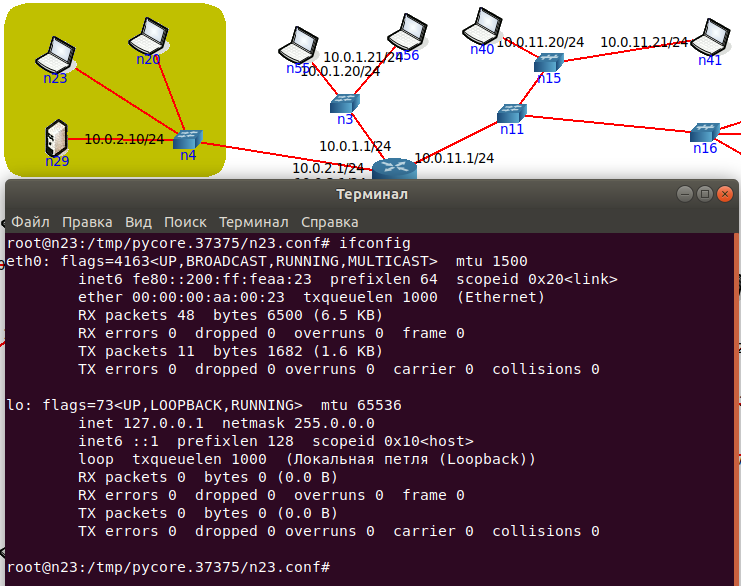 n23
n20
n29
10.0.2.10/24
n4
n55
10.0.1.21/24
n56
10.0.1.20/24
n3
10.0.1.1/24
10.0.2.1/24
n40
10.0.11.20/24
10.0.11.21/24
n41
n15
n11
n16
10.0.11.1/24
Терминал
Файл Правка Вид Поиск Терминал Справка
root@n23:/tmp/pycore.37375/n23.conf# ifconfig
eth0: flags=4163<UP,BROADCAST,RUNNING,MULTICAST>  mtu 1500
        inet6 fe80::200:ff:feaa:23  prefixlen 64  scopeid 0x20<link>
        ether 00:00:00:aa:00:23  txqueuelen 1000  (Ethernet)
        RX packets 48  bytes 6500 (6.5 KB)
        RX errors 0  dropped 0  overruns 0  frame 0
        TX packets 11  bytes 1682 (1.6 KB)
        TX errors 0  dropped 0 overruns 0  carrier 0  collisions 0
lo: flags=73<UP,LOOPBACK,RUNNING>  mtu 65536
        inet 127.0.0.1  netmask 255.0.0.0
        inet6 ::1  prefixlen 128  scopeid 0x10<host>
        loop  txqueuelen 1000  (Локальная петля (Loopback))
        RX packets 0  bytes 0 (0.0 B)
        RX errors 0  dropped 0  overruns 0  frame 0
        TX packets 0  bytes 0 (0.0 B)
        TX errors 0  dropped 0 overruns 0  carrier 0  collisions 0
root@n23:/tmp/pycore.37375/n23.conf#